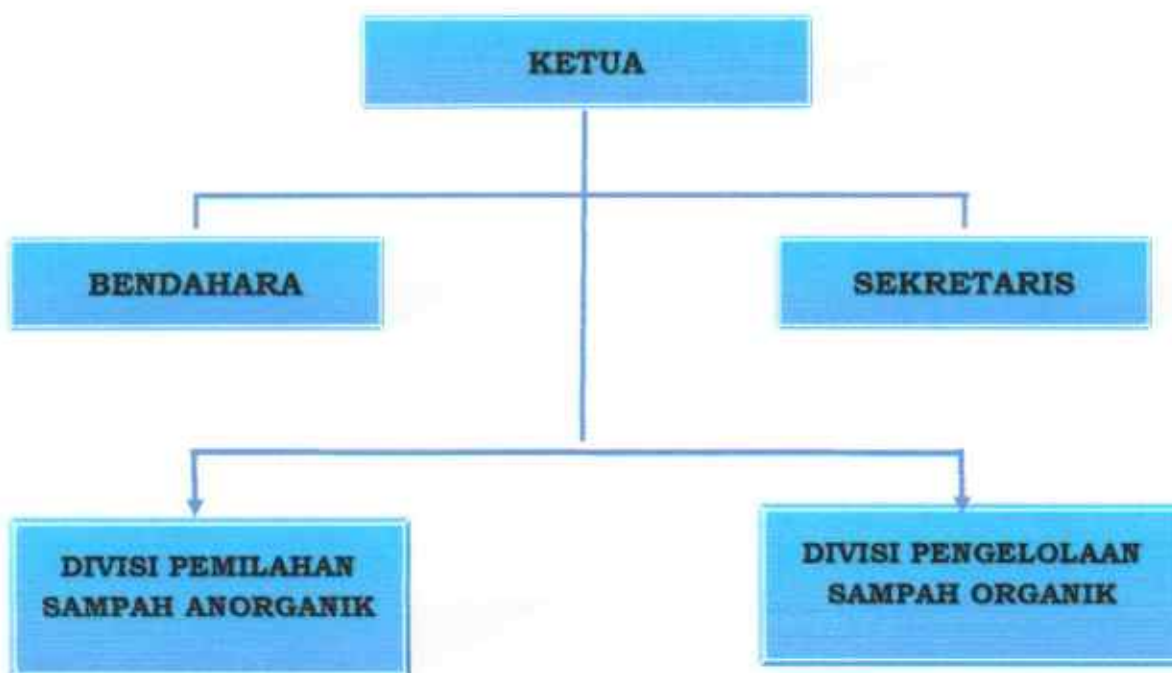 KETUA
BENDAHARA
SEKRETARIS
DIVISI PEMILAHAN
SAMPAH ANORGANIK
DIVISI PENGELOLAAN
SAMPAH ORGANIK